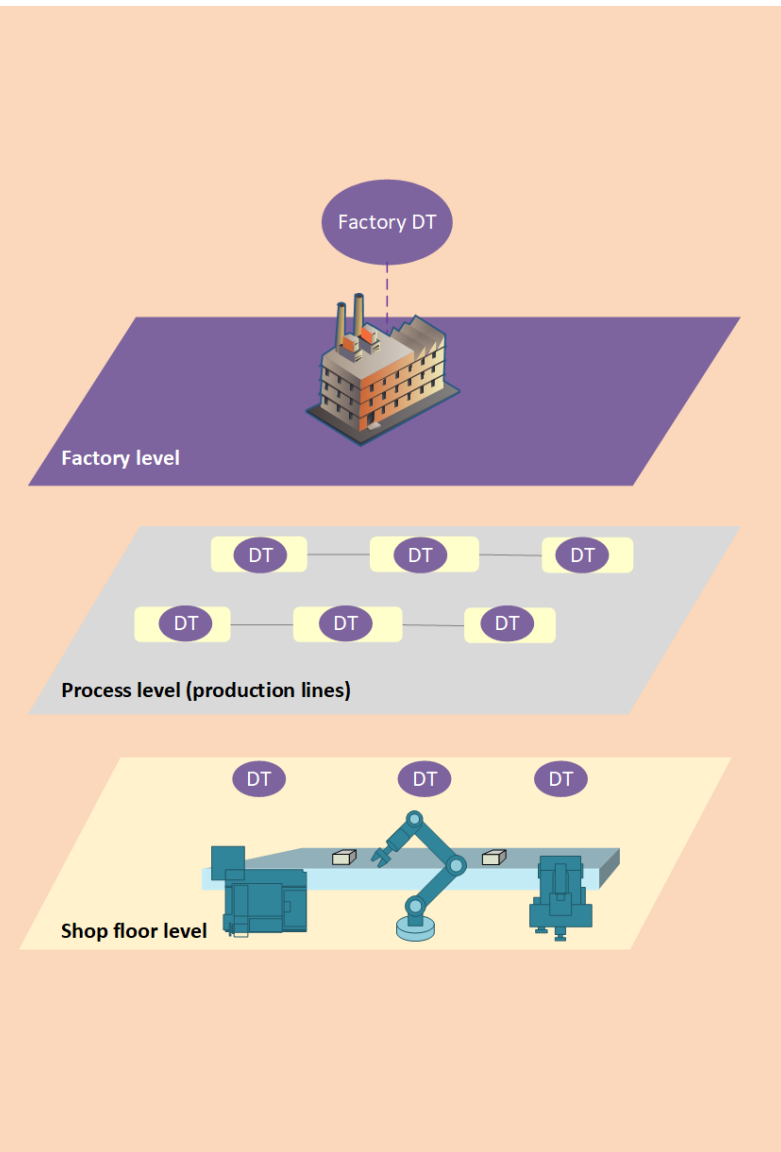 Factory DT
Factory level
DT DT DT
DT DT DT
Process level (production lines)
DT DT DT
Shop floor level